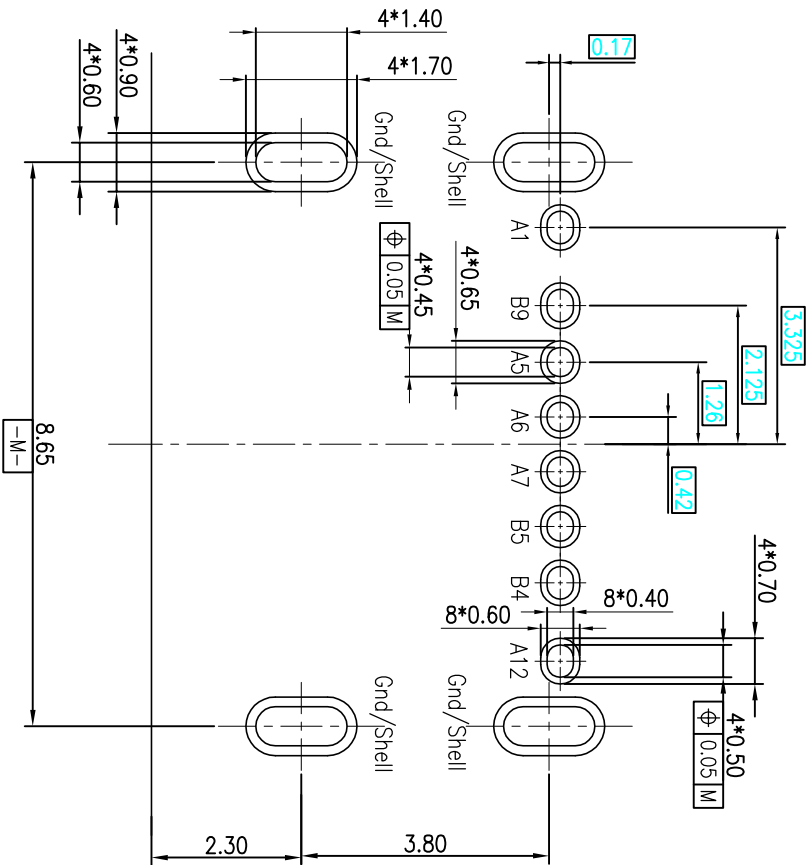 4*1.40
4*1.70
0.17
4*0.90
4*0.60
Gnd/Shell
Gnd/Shell
A1
B9
A5
A6
A7
B5
B4
A12
4*0.65
4*0.45
⌖ 0.05 M
3.325
2.125
1.26
0.42
8.65
-M-
4*0.70
8*0.40
8*0.60
4*0.50
⌖ 0.05 M
Gnd/Shell
Gnd/Shell
2.30
3.80